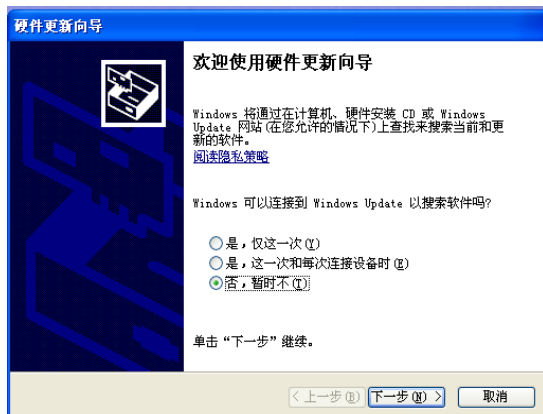 硬件更新向导
欢迎使用硬件更新向导
Windows 将通过在计算机、硬件安装 CD 或 Windows
Update 网站(在您允许的情况下)上查找来搜索当前和更
新的软件。
阅读隐私策略
Windows 可以连接到 Windows Update 以搜索软件吗?
是，仅这一次(Y)
是，这一次和每次连接设备时(E)
否，暂时不(T)
单击“下一步”继续。
< 上一步(B) 下一步(N) > 取消